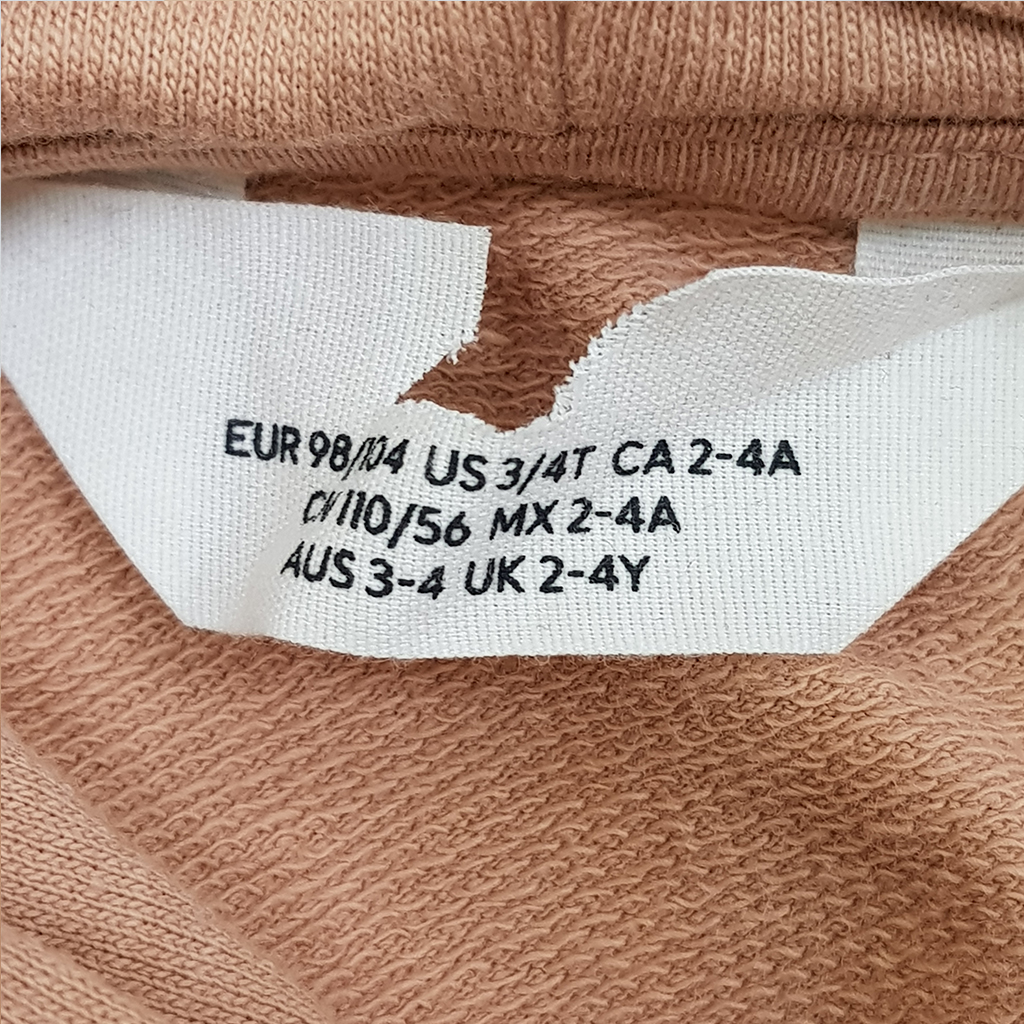 EUR 98/104 US 3/4T CA 2-4A
CN 110/56 MX 2-4A
AUS 3-4 UK 2-4Y